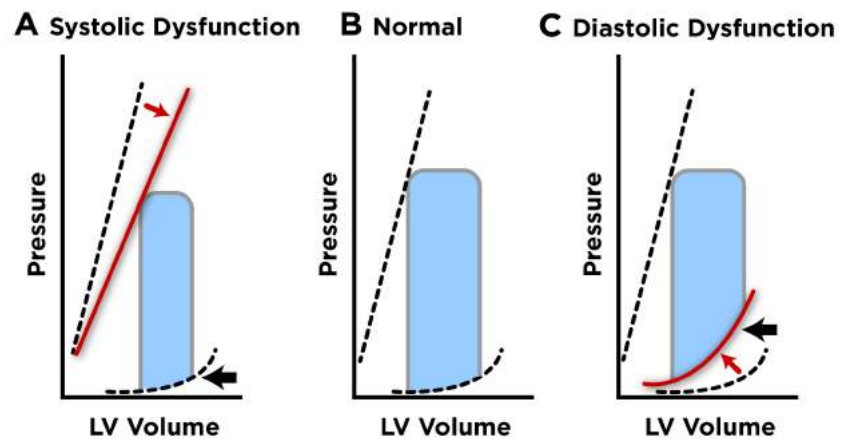 A Systolic Dysfunction
B Normal
C Diastolic Dysfunction
Pressure
Pressure
Pressure
LV Volume
LV Volume
LV Volume